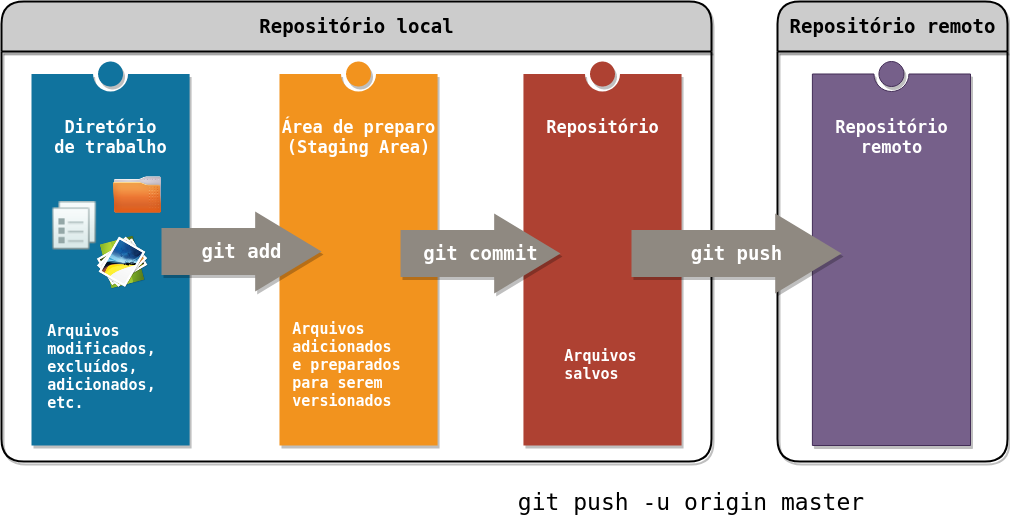 Repositório local
Repositório remoto
Diretório
de trabalho
Área de preparo
(Staging Area)
Repositório
Repositório
remoto
git add
git commit
git push
Arquivos
modificados,
excluídos,
adicionados,
etc.
Arquivos
adicionados
e preparados
para serem
versionados
Arquivos
salvos
git push -u origin master